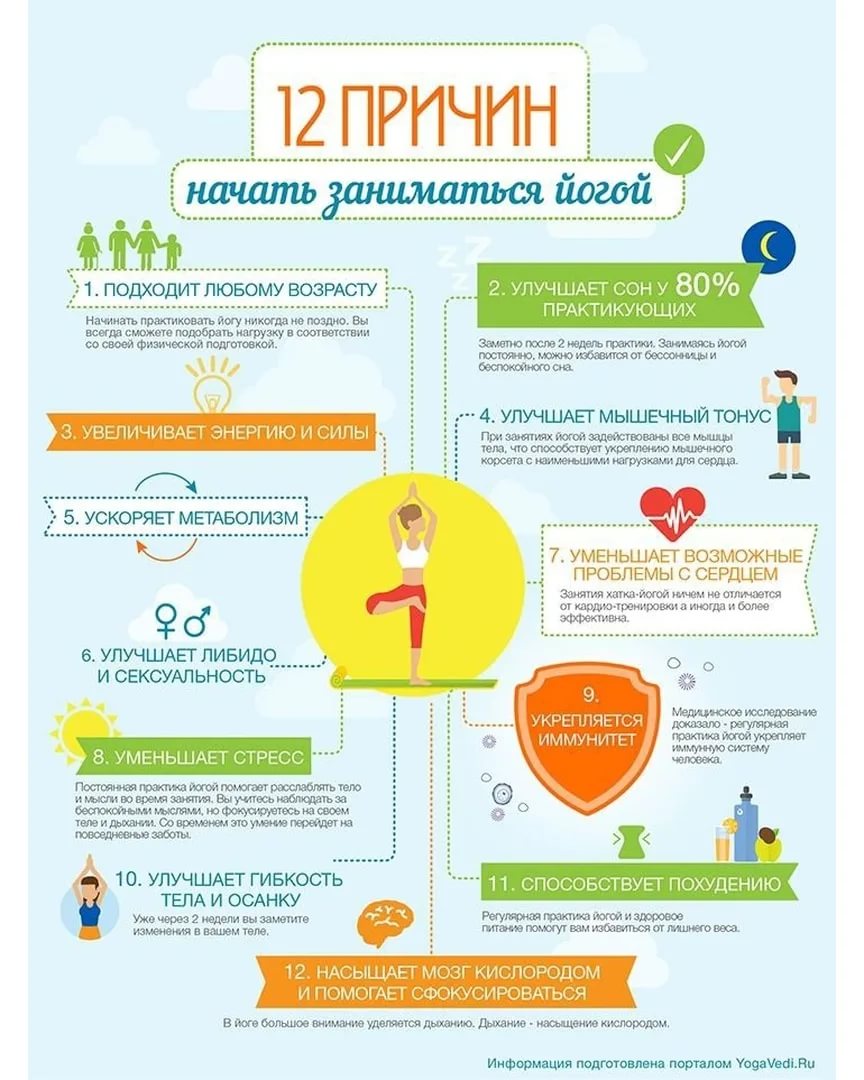 12 ПРИЧИН
начать заниматься йогой
1. ПОДХОДИТ ЛЮБОМУ ВОЗРАСТУ
Начинать практиковать йогу никогда не поздно. Вы
всегда сможете подобрать нагрузку в соответствии
со своей физической подготовкой.
ZZZ
2. УЛУЧШАЕТ СОН У 80%
ПРАКТИКУЮЩИХ
Заметно после 2 недель практики. Занимаясь йогой
постоянно, можно избавится от бессонницы и
беспокойного сна.
3. УВЕЛИЧИВАЕТ ЭНЕРГИЮ И СИЛЫ
4. УЛУЧШАЕТ МЫШЕЧНЫЙ ТОНУС
При занятиях йогой задействованы все мышцы
тела, что способствует укреплению мышечного
корсета с наименьшими нагрузками для сердца.
5. УСКОРЯЕТ МЕТАБОЛИЗМ
6. УЛУЧШАЕТ ЛИБИДО
И СЕКСУАЛЬНОСТЬ
7. УМЕНЬШАЕТ ВОЗМОЖНЫЕ
ПРОБЛЕМЫ С СЕРДЦЕМ
Занятия хатка-йогой ничем не отличается
от кардио-тренировки а иногда и более
эффективна.
8. УМЕНЬШАЕТ СТРЕСС
Постоянная практика йогой помогает расслаблять тело
и мысли во время занятия. Вы учитесь наблюдать за
беспокойными мыслями, но фокусируетесь на своем
теле и дыхании. Со временем это умение перейдет на
повседневные заботы.
9.
УКРЕПЛЯЕТСЯ
ИММУНИТЕТ
Медицинское исследование
доказало - регулярная
практика йогой укрепляет
иммунную систему
человека.
10. УЛУЧШАЕТ ГИБКОСТЬ
ТЕЛА И ОСАНКУ
Уже через 2 недели вы заметите
изменения в вашем теле.
11. СПОСОБСТВУЕТ ПОХУДЕНИЮ
Регулярная практика йогой и здоровое
питание помогут вам избавиться от лишнего веса.
12. НАСЫЩАЕТ МОЗГ КИСЛОРОДОМ
И ПОМОГАЕТ СФОКУСИРОВАТЬСЯ
В йоге большое внимание уделяется дыханию. Дыхание - насыщение кислородом.
Информация подготовлена порталом YogaVedi.Ru